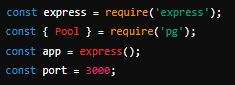 const express = require('express');
const { Pool } = require('pg');
const app = express();
const port = 3000;